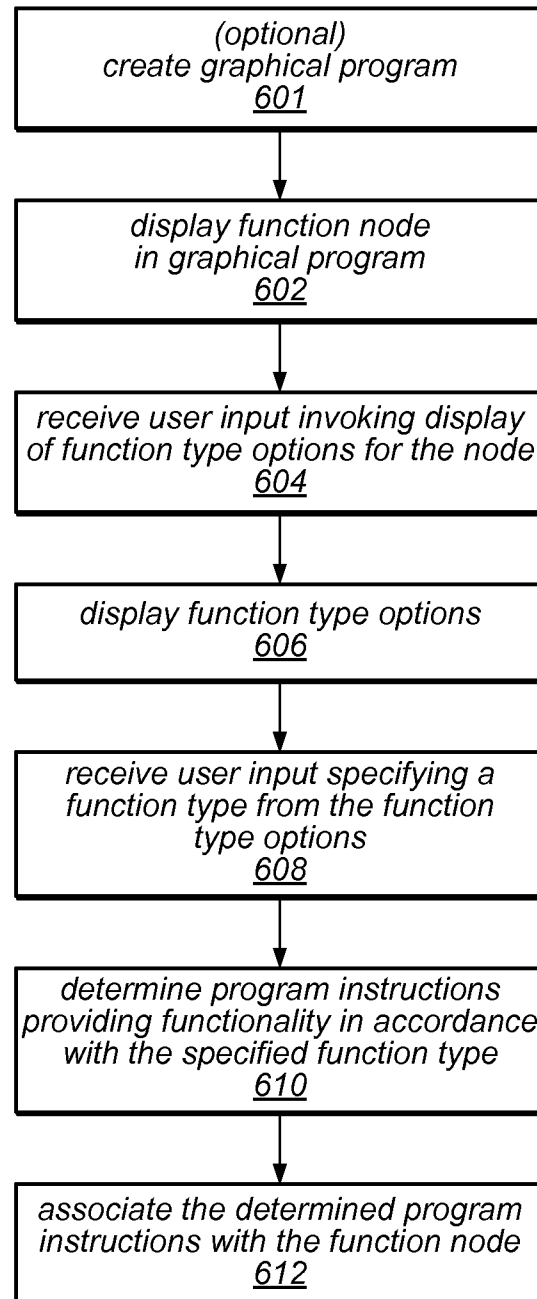 (optional)
create graphical program
601
display function node
in graphical program
602
receive user input invoking display
of function type options for the node
604
display function type options
606
receive user input specifying a
function type from the function
type options
608
determine program instructions
providing functionality in accordance
with the specified function type
610
associate the determined program
instructions with the function node
612